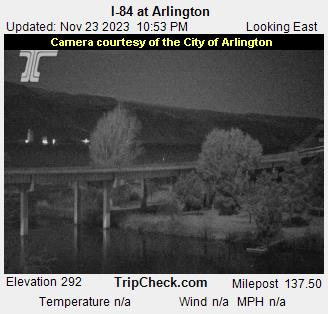 I-84 at Arlington
Updated: Nov 23 2023 10:53 PM Looking East
Camera courtesy of the City of Arlington
Elevation 292 TripCheck.com Milepost 137.50
Temperature n/a Wind n/a MPH n/a